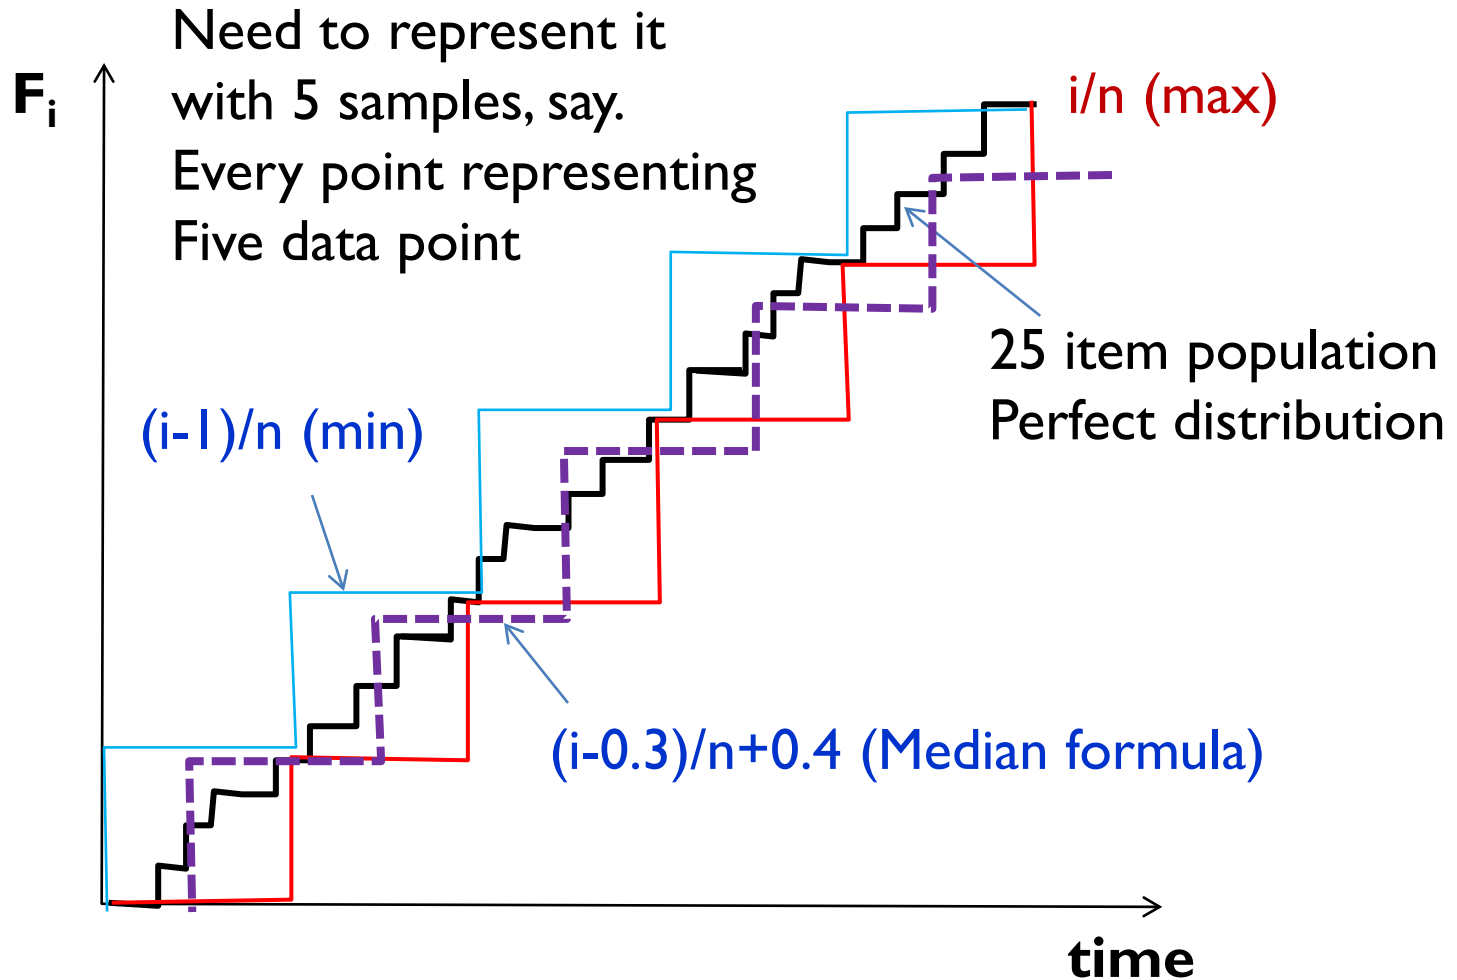 Need to represent it
with 5 samples, say.
Every point representing
Five data point
Fi
i/n (max)
25 item population
Perfect distribution
(i-1)/n (min)
(i-0.3)/n+0.4 (Median formula)
time